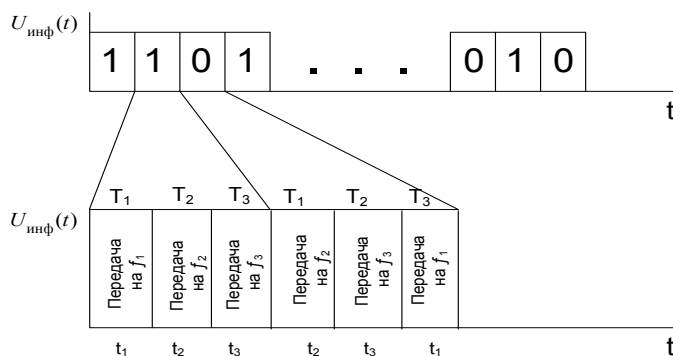 U_инф(t)
1 1 0 1 . . . 0 1 0
t
T₁ T₂ T₃ T₁ T₂ T₃
U_инф(t)
Передача на f₁
Передача на f₂
Передача на f₃
Передача на f₂
Передача на f₃
Передача на f₁
t
t₁ t₂ t₃ t₂ t₃ t₁